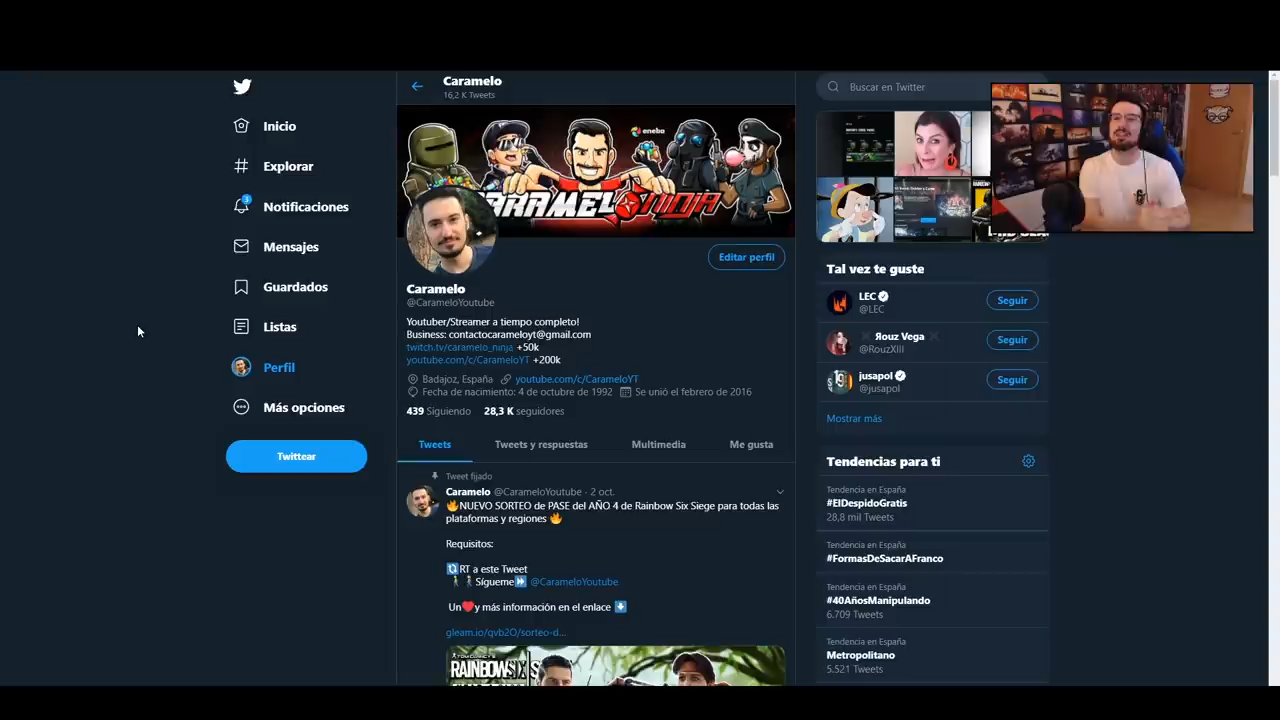 Inicio
Explorar
3
Notificaciones
Mensajes
Guardados
Listas
Perfil
Más opciones
Twittear
Caramelo
16,2 K Tweets
eneba
CARAMELO NINJA
Editar perfil
Caramelo
@CarameloYoutube
Youtuber/Streamer a tiempo completo!
Business: contactocarameloyt@gmail.com
twitch.tv/caramelo_ninja +50k
youtube.com/c/CarameloYT +200k
Badajoz, España youtube.com/c/CarameloYT
Fecha de nacimiento: 4 de octubre de 1992 Se unió el febrero de 2016
439 Siguiendo 28,3 K seguidores
Tweets Tweets y respuestas Multimedia Me gusta
Tweet fijado
Caramelo @CarameloYoutube · 2 oct.
🔥NUEVO SORTEO de PASE del AÑO 4 de Rainbow Six Siege para todas las
plataformas y regiones 🔥
Requisitos:
🔃RT a este Tweet
🚶🚶Sígueme⏩ @CarameloYoutube
Un❤️y más información en el enlace ⬇️
gleam.io/qvb2O/sorteo-d...
RAINBOWSIX
Buscar en Twitter
Tal vez te guste
LEC
@LEC
Seguir
Яouz Vega
@RouzXIII
Seguir
jusapol
@jusapol
Seguir
Mostrar más
Tendencias para ti
Tendencia en España
#ElDespidoGratis
28,8 mil Tweets
Tendencia en España
#FormasDeSacarAFranco
Tendencia en España
#40AñosManipulando
6.709 Tweets
Tendencia en España
Metropolitano
5.521 Tweets